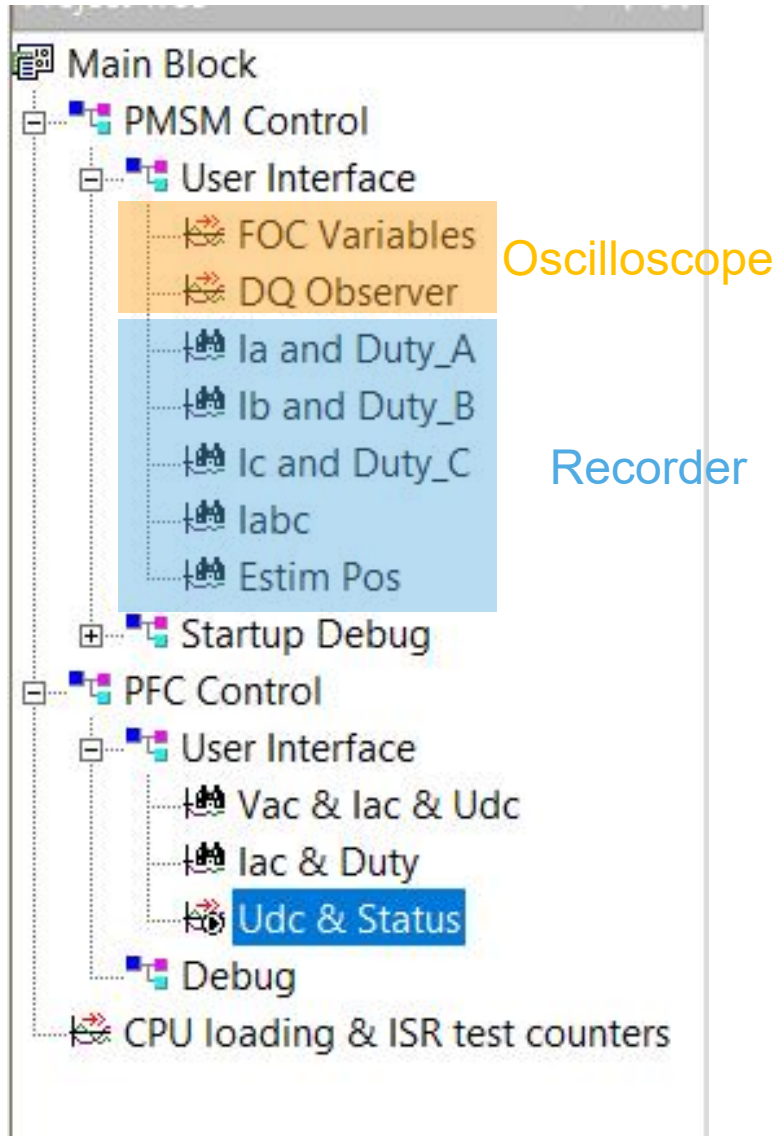 Main Block
PMSM Control
User Interface
FOC Variables
Oscilloscope
DQ Observer
Ia and Duty_A
Ib and Duty_B
Ic and Duty_C
Recorder
Iabc
Estim Pos
Startup Debug
PFC Control
User Interface
Vac & Iac & Udc
Iac & Duty
Udc & Status
Debug
CPU loading & ISR test counters